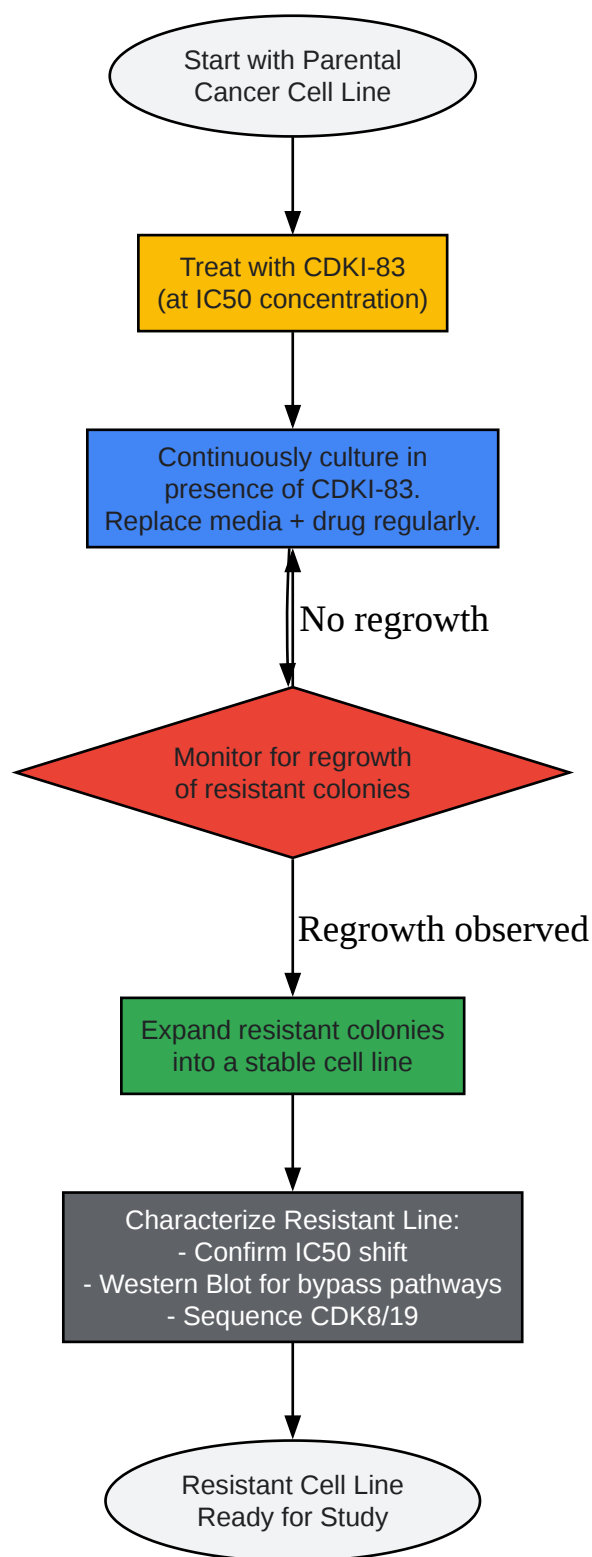 Start with Parental
Cancer Cell Line
Treat with CDKI-83
(at IC50 concentration)
Continuously culture in
presence of CDKI-83.
Replace media + drug regularly.
No regrowth
Monitor for regrowth
of resistant colonies
Regrowth observed
Expand resistant colonies
into a stable cell line
Characterize Resistant Line:
- Confirm IC50 shift
- Western Blot for bypass pathways
- Sequence CDK8/19
Resistant Cell Line
Ready for Study